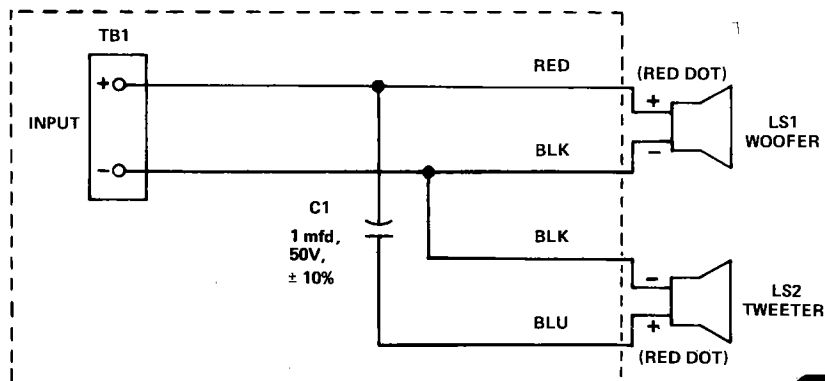 TB1
+
INPUT
-
RED
(RED DOT)
+
-
LS1
WOOFER
BLK
C1
1 mfd,
50V,
± 10%
BLK
-
LS2
TWEETER
BLU
+
(RED DOT)